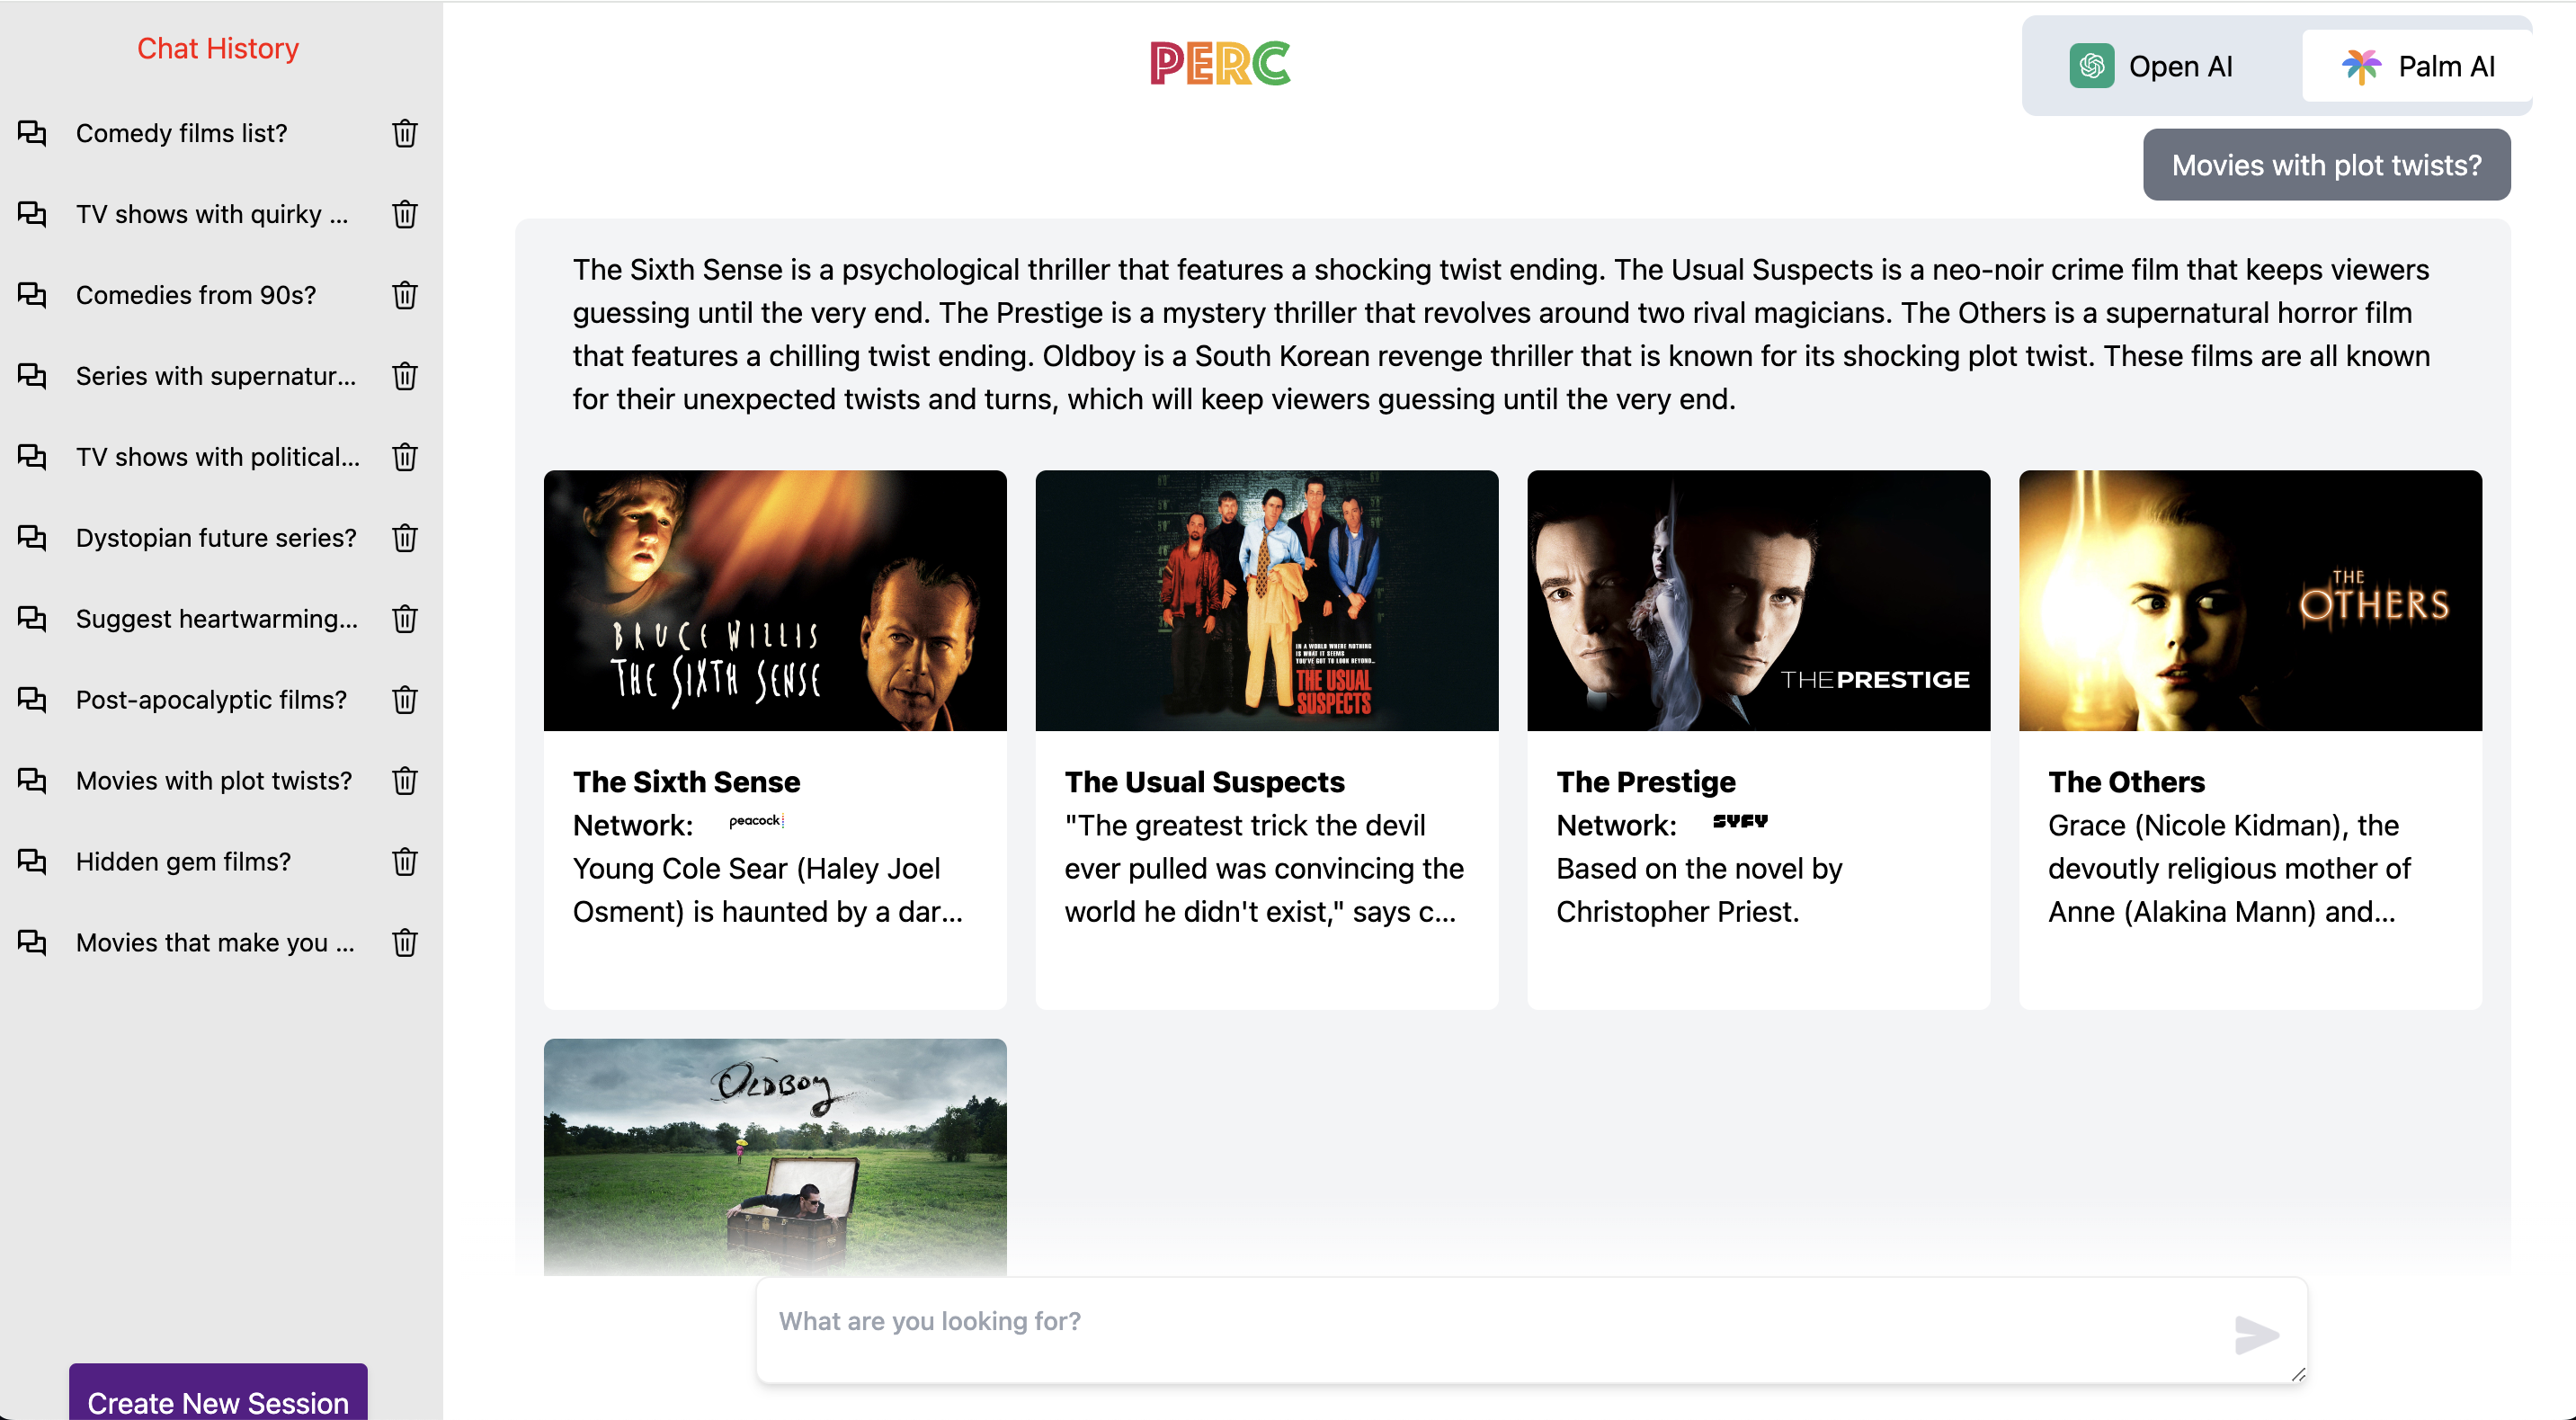 Chat History
Comedy films list?
TV shows with quirky ...
Comedies from 90s?
Series with supernatur...
TV shows with political...
Dystopian future series?
Suggest heartwarming...
Post-apocalyptic films?
Movies with plot twists?
Hidden gem films?
Movies that make you ...
Create New Session
PERC
Open AI
Palm AI
Movies with plot twists?
The Sixth Sense is a psychological thriller that features a shocking twist ending. The Usual Suspects is a neo-noir crime film that keeps viewers
guessing until the very end. The Prestige is a mystery thriller that revolves around two rival magicians. The Others is a supernatural horror film
that features a chilling twist ending. Oldboy is a South Korean revenge thriller that is known for its shocking plot twist. These films are all known
for their unexpected twists and turns, which will keep viewers guessing until the very end.
BRUCE WILLIS
THE SIXTH SENSE
The Sixth Sense
Network: peacock
Young Cole Sear (Haley Joel
Osment) is haunted by a dar...
IN A WORLD WHERE NOTHING
IS WHAT IT SEEMS
YOU'VE GOT TO LOOK BEYOND...
THE USUAL
SUSPECTS
The Usual Suspects
"The greatest trick the devil
ever pulled was convincing the
world he didn't exist," says c...
THE PRESTIGE
The Prestige
Network: SYFY
Based on the novel by
Christopher Priest.
THE
OTHERS
The Others
Grace (Nicole Kidman), the
devoutly religious mother of
Anne (Alakina Mann) and...
OLDBOY
What are you looking for?